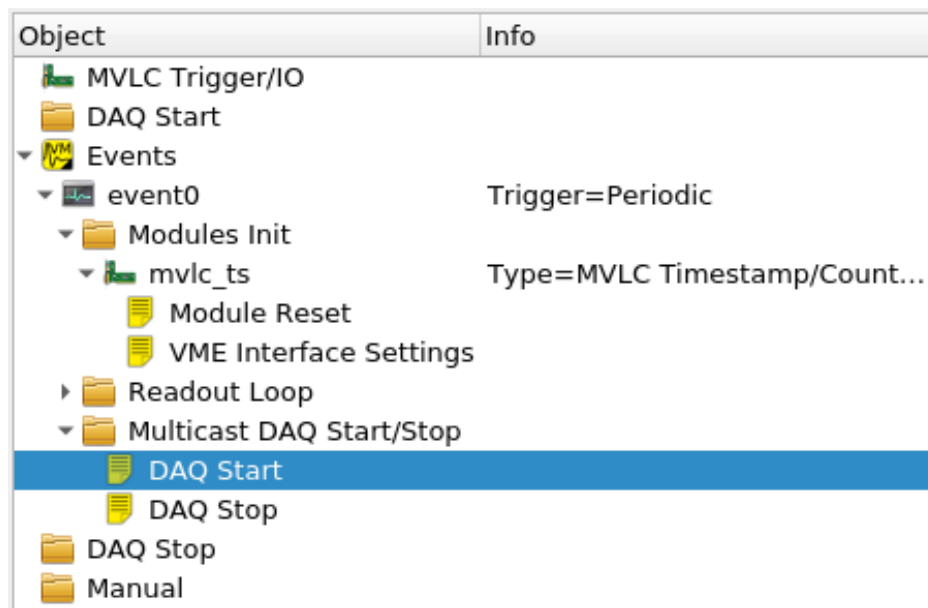 Object Info
MVLC Trigger/IO
DAQ Start
Events
event0 Trigger=Periodic
Modules Init
mvlc_ts Type=MVLC Timestamp/Count...
Module Reset
VME Interface Settings
Readout Loop
Multicast DAQ Start/Stop
DAQ Start
DAQ Stop
DAQ Stop
Manual